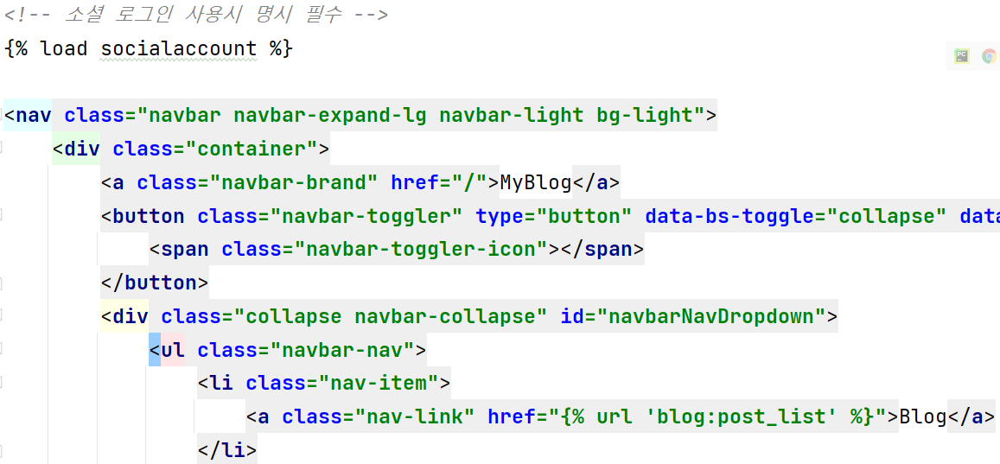 <!-- 소셜 로그인 사용시 명시 필수 -->
{% load socialaccount %}
<nav class="navbar navbar-expand-lg navbar-light bg-light">
<div class="container">
<a class="navbar-brand" href="/">MyBlog</a>
<button class="navbar-toggler" type="button" data-bs-toggle="collapse" data
<span class="navbar-toggler-icon"></span>
</button>
<div class="collapse navbar-collapse" id="navbarNavDropdown">
<ul class="navbar-nav">
<li class="nav-item">
<a class="nav-link" href="{% url 'blog:post_list' %}">Blog</a>
</li>